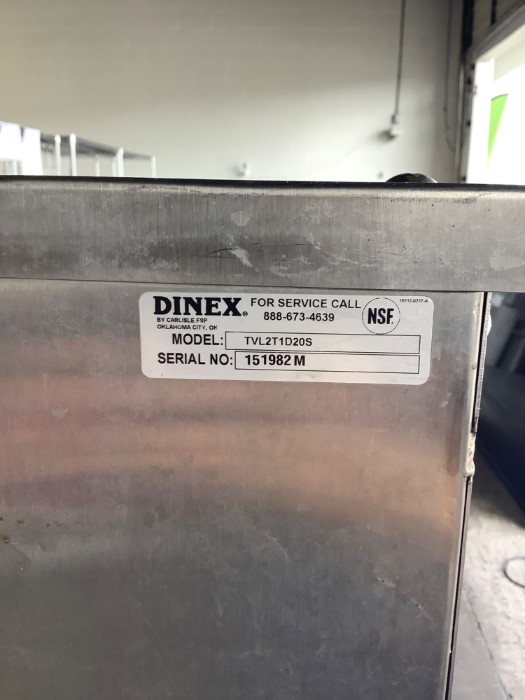 DINEX® FOR SERVICE CALL
888-673-4639
NSF®
BY CARLISLE FSP
OKLAHOMA CITY, OK
MODEL: TVL2T1D20S
SERIAL NO: 151982 M